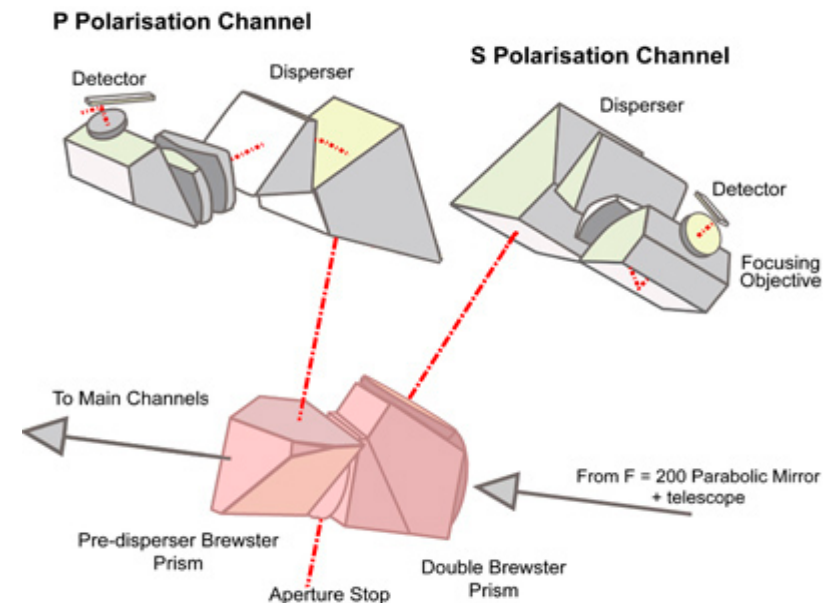 P Polarisation Channel
S Polarisation Channel
Detector
Disperser
Disperser
Detector
Focusing
Objective
To Main Channels
From F = 200 Parabolic Mirror
+ telescope
Pre-disperser Brewster
Prism
Double Brewster
Prism
Aperture Stop